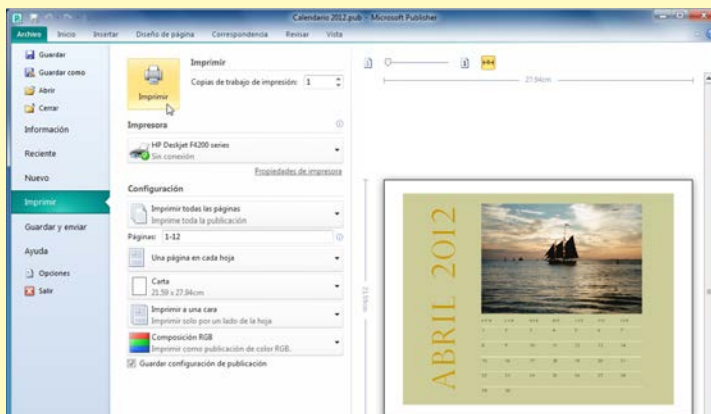 Calendario 2012.pub - Microsoft Publisher
Archivo Inicio Insertar Diseño de página Correspondencia Revisar Vista
Guardar
Guardar como
Abrir
Cerrar
Información
Reciente
Nuevo
Imprimir
Guardar y enviar
Ayuda
Opciones
Salir
Imprimir
Imprimir
Copias de trabajo de impresión: 1
Impresora
HP Deskjet F4200 series
Sin conexión
Propiedades de impresora
Configuración
Imprimir todas las páginas
Imprime toda la publicación
Páginas: 1-12
Una página en cada hoja
Carta
21.59 x 27.94cm
Imprimir a una cara
Imprimir solo por un lado de la hoja
Composición RGB
Imprimir como publicación de color RGB.
Guardar configuración de publicación
27.94cm
21.59cm
ABRIL 2012